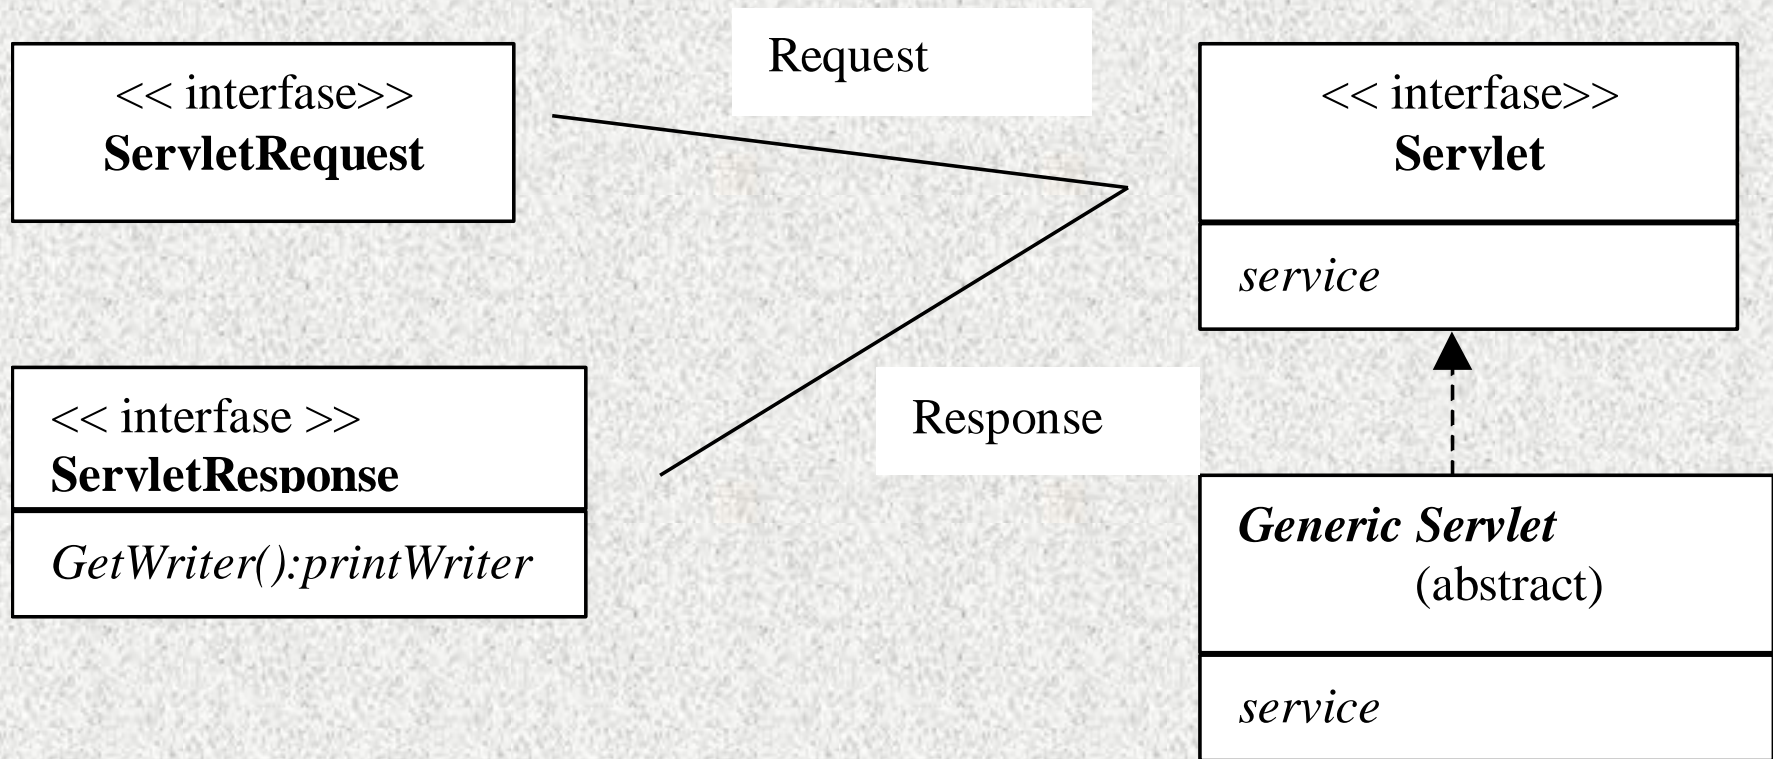 << interfase>>
ServletRequest
Request
<< interfase>>
Servlet
service
<< interfase >>
ServletResponse
GetWriter():printWriter
Response
Generic Servlet
(abstract)
service